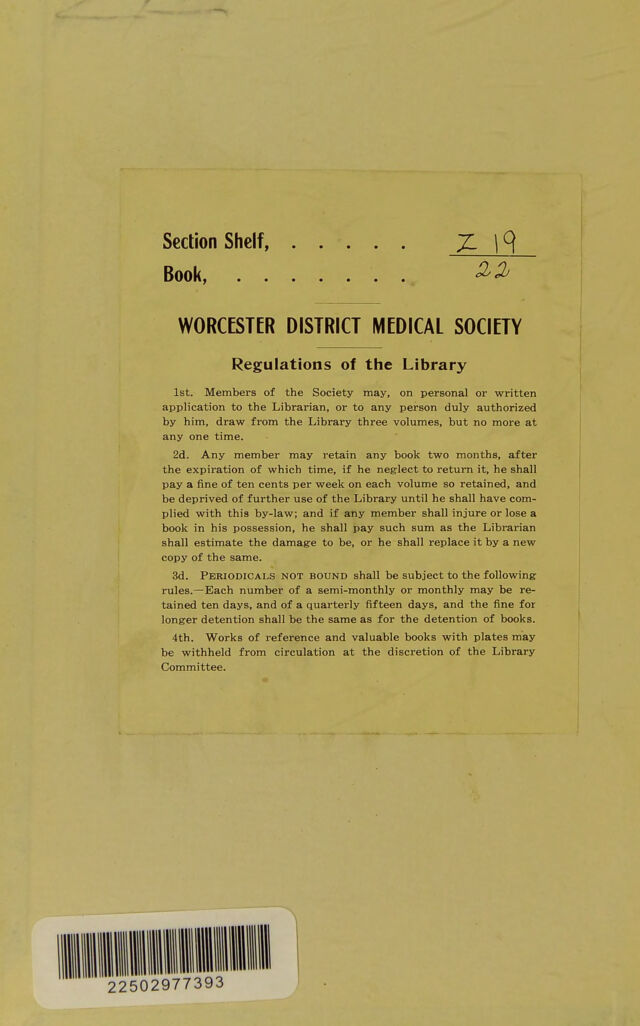 Section Shelf, . . . . . Z 19
Book, . . . . . . . 22
WORCESTER DISTRICT MEDICAL SOCIETY
Regulations of the Library
1st. Members of the Society may, on personal or written
application to the Librarian, or to any person duly authorized
by him, draw from the Library three volumes, but no more at
any one time.
2d. Any member may retain any book two months, after
the expiration of which time, if he neglect to return it, he shall
pay a fine of ten cents per week on each volume so retained, and
be deprived of further use of the Library until he shall have com-
plied with this by-law; and if any member shall injure or lose a
book in his possession, he shall pay such sum as the Librarian
shall estimate the damage to be, or he shall replace it by a new
copy of the same.
3d. PERIODICALS NOT BOUND shall be subject to the following
rules.—Each number of a semi-monthly or monthly may be re-
tained ten days, and of a quarterly fifteen days, and the fine for
longer detention shall be the same as for the detention of books.
4th. Works of reference and valuable books with plates may
be withheld from circulation at the discretion of the Library
Committee.
22502977393